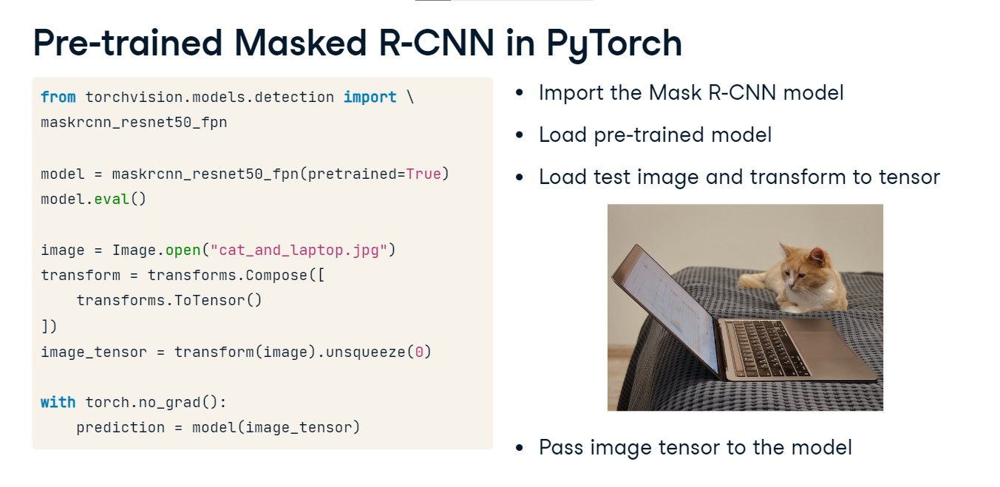 Pre-trained Masked R-CNN in PyTorch
from torchvision.models.detection import \
maskrcnn_resnet50_fpn
model = maskrcnn_resnet50_fpn(pretrained=True)
model.eval()
image = Image.open("cat_and_laptop.jpg")
transform = transforms.Compose([
    transforms.ToTensor()
])
image_tensor = transform(image).unsqueeze(0)
with torch.no_grad():
    prediction = model(image_tensor)
• Import the Mask R-CNN model
• Load pre-trained model
• Load test image and transform to tensor
• Pass image tensor to the model